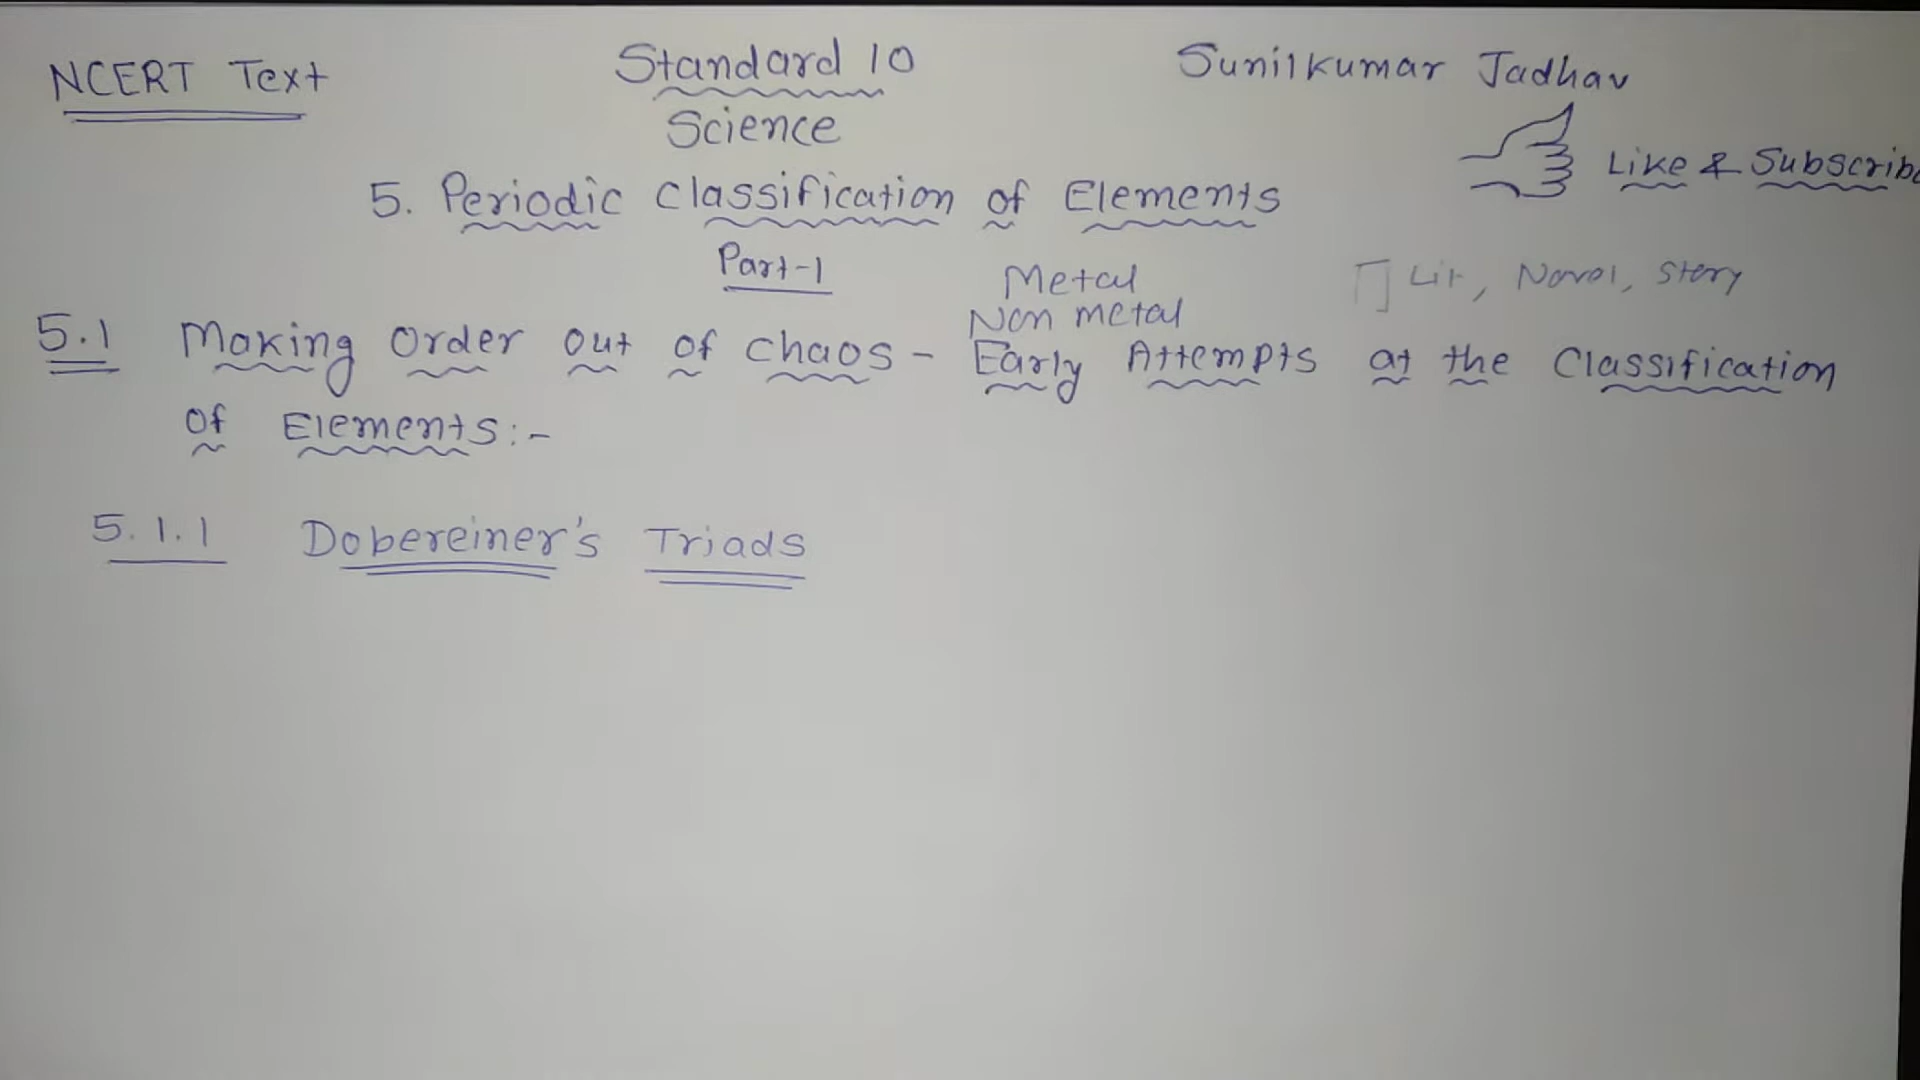 NCERT Text
Standard 10
Science
Sunilkumar Jadhav
Like & Subscribe
5. Periodic Classification of Elements
Part-1
Metal
Non metal
Lit, Novel, Story
5.1 Making Order out of chaos - Early Attempts at the Classification
of Elements:-
5.1.1 Dobereiner's Triads